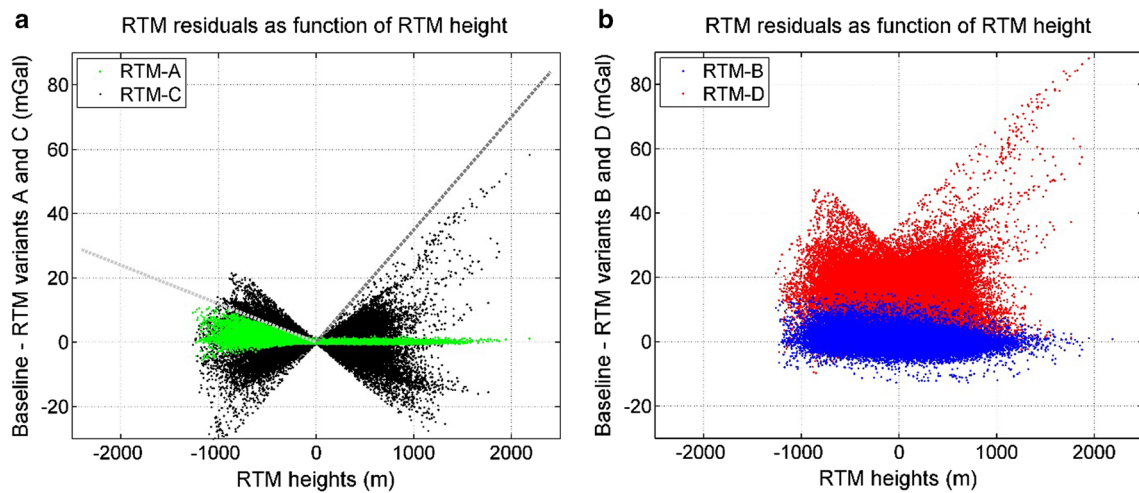 a
RTM residuals as function of RTM height
RTM-A
RTM-C
Baseline - RTM variants A and C (mGal)
80
60
40
20
0
-20
-2000 -1000 0 1000 2000
RTM heights (m)
b
RTM residuals as function of RTM height
RTM-B
RTM-D
Baseline - RTM variants B and D (mGal)
80
60
40
20
0
-20
-2000 -1000 0 1000 2000
RTM heights (m)